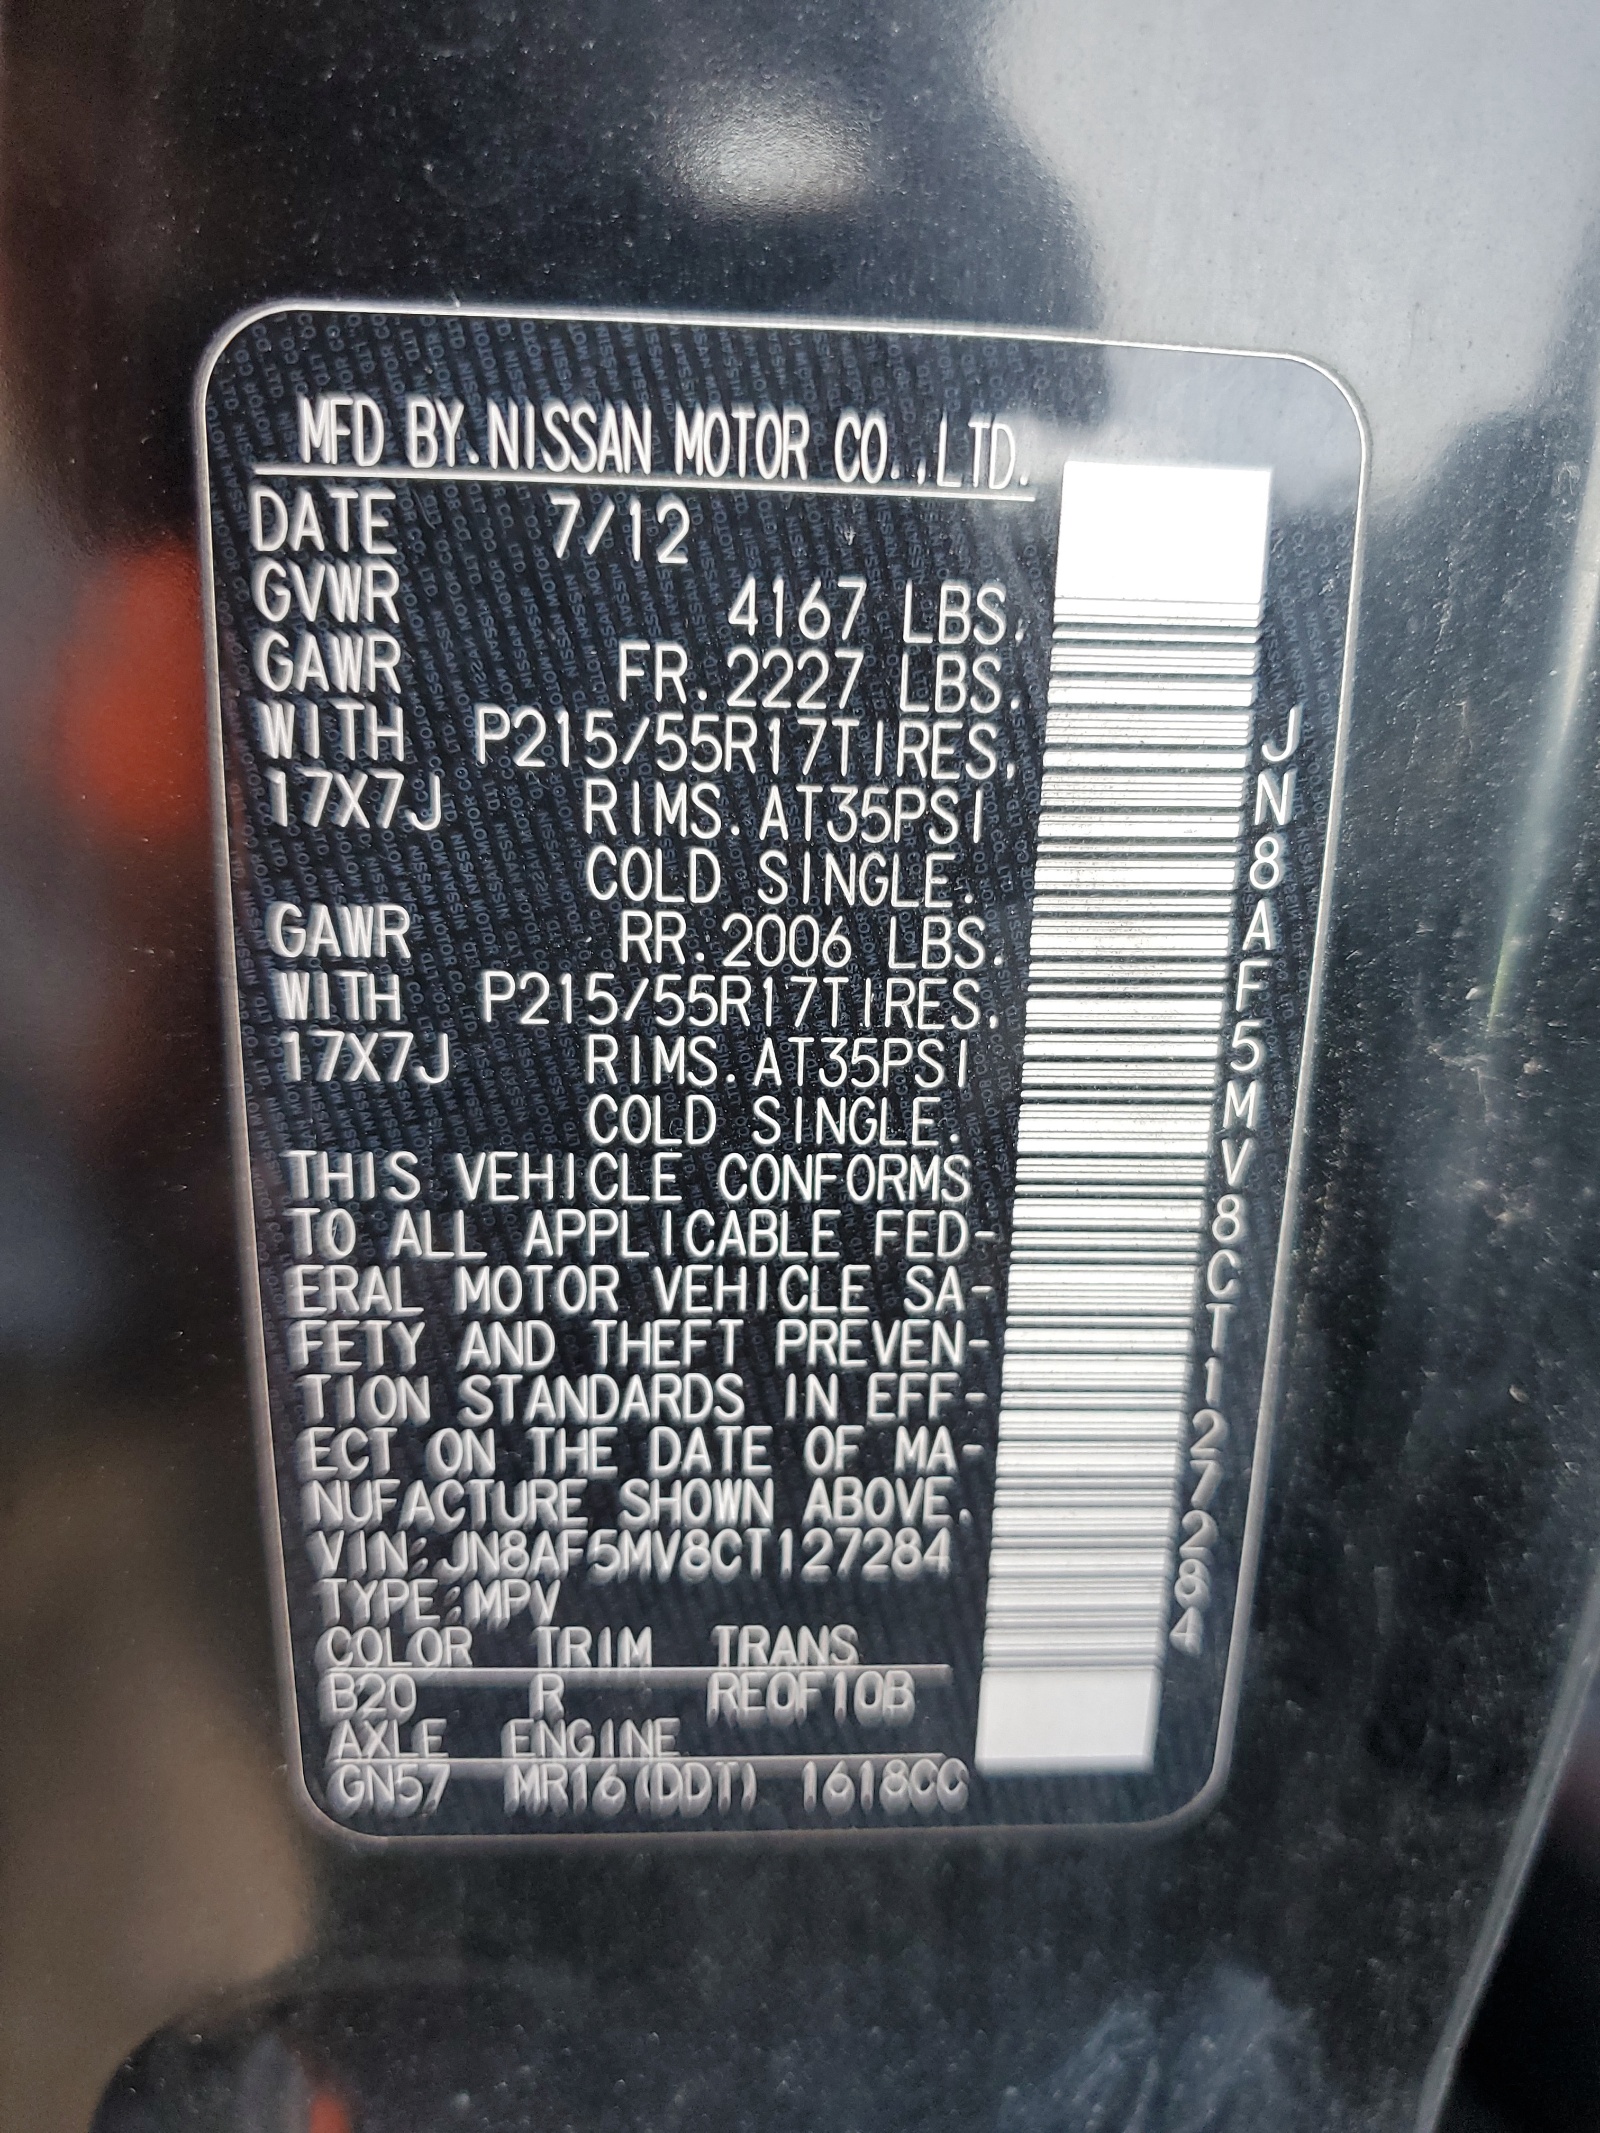 MFD BY.NISSAN MOTOR CO.,LTD.
DATE 7/12
GVWR 4167 LBS.
GAWR FR.2227 LBS.
WITH P215/55R17TIRES,
17X7J RIMS.AT35PSI
COLD SINGLE.
GAWR RR.2006 LBS.
WITH P215/55R17TIRES,
17X7J RIMS.AT35PSI
COLD SINGLE.
THIS VEHICLE CONFORMS
TO ALL APPLICABLE FED-
ERAL MOTOR VEHICLE SA-
FETY AND THEFT PREVEN-
TION STANDARDS IN EFF-
ECT ON THE DATE OF MA-
NUFACTURE SHOWN ABOVE.
VIN:JN8AF5MV8CT127284
TYPE:MPV
COLOR TRIM TRANS
B20 R RE0F10B
AXLE ENGINE
GN57 MR16(DDT) 1618CC
JN8AF5MV8CT127284